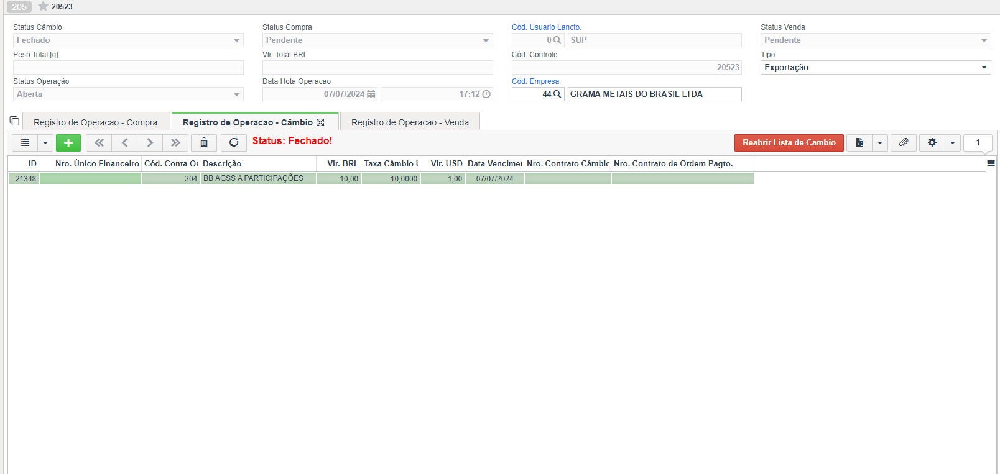 205 20523
Status Câmbio Status Compra Cód. Usuario Lancto. Status Venda
Fechado Pendente 0 SUP Pendente
Peso Total [g] Vlr. Total BRL Cód. Controle Tipo
20523 Exportação
Status Operação Data Hota Operacao Cód. Empresa
Aberta 07/07/2024 17:12 44 GRAMA METAIS DO BRASIL LTDA
Registro de Operacao - Compra Registro de Operacao - Câmbio Registro de Operacao - Venda
Status: Fechado! Reabrir Lista de Cambio 1
ID Nro. Único Financeiro Cód. Conta Or Descrição Vlr. BRL Taxa Câmbio U Vlr. USD Data Vencimen Nro. Contrato Câmbio Nro. Contrato de Ordem Pagto.
21348 204 BB AGSS A PARTICIPAÇÕES 10,00 10,0000 1,00 07/07/2024